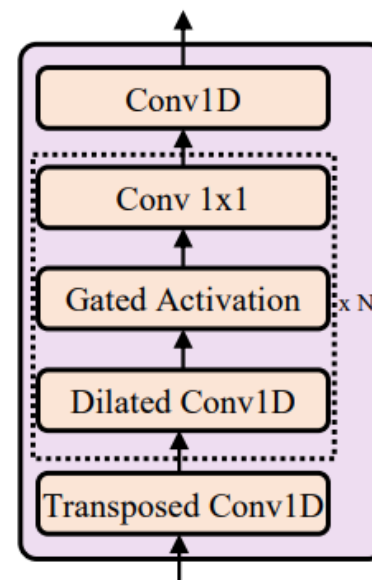 Conv1D
Conv 1x1
Gated Activation
x N
Dilated Conv1D
Transposed Conv1D